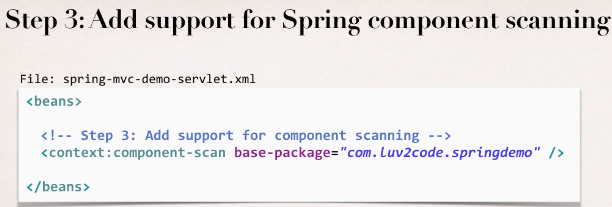 Step 3: Add support for Spring component scanning
File: spring-mvc-demo-servlet.xml
<beans>
<!-- Step 3: Add support for component scanning -->
<context:component-scan base-package="com.luv2code.springdemo" />
</beans>